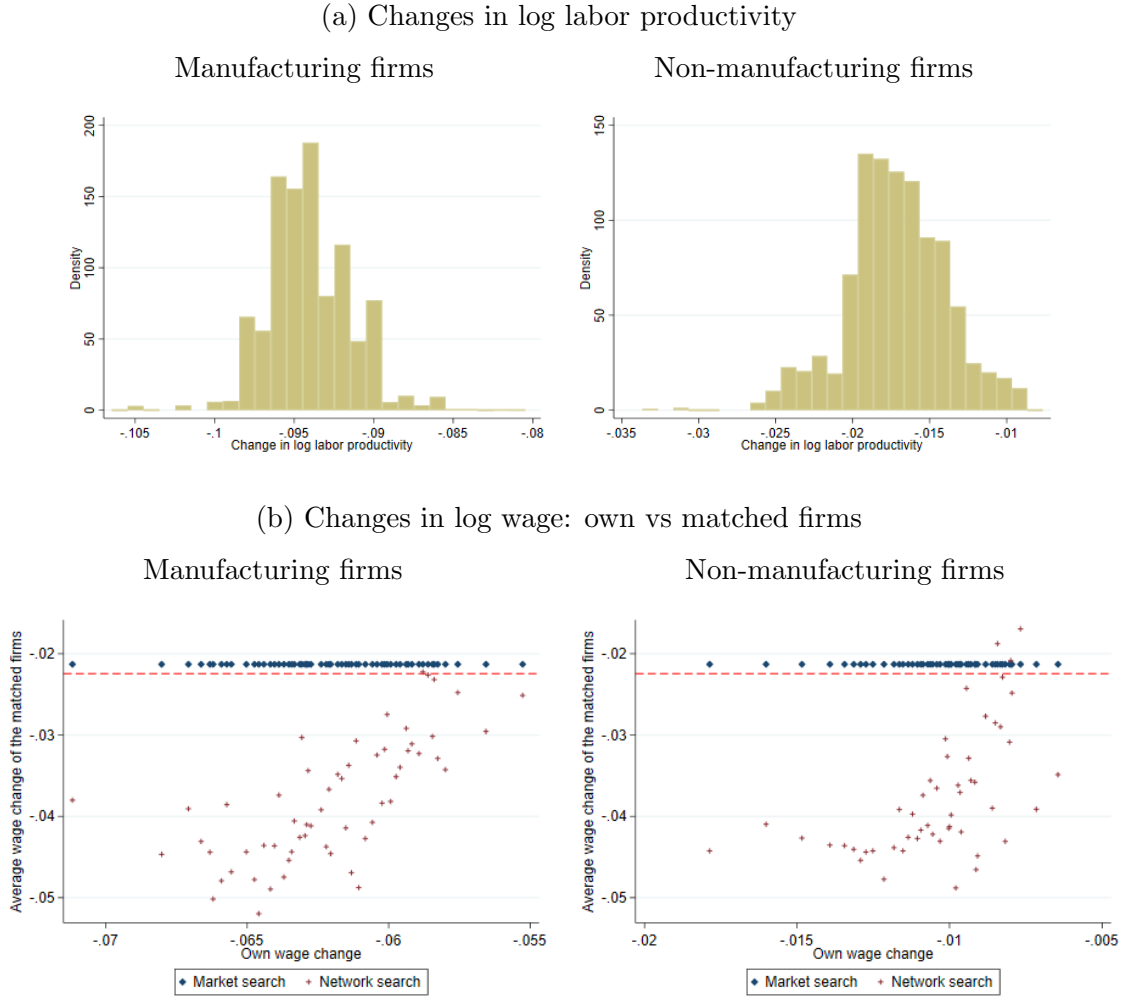 (a) Changes in log labor productivity
Manufacturing firms
Non-manufacturing firms
200
150
100
50
0
Density
-.105
-.1
-.095
-.09
-.085
-.08
Change in log labor productivity
150
100
50
0
Density
-.035
-.03
-.025
-.02
-.015
-.01
Change in log labor productivity
(b) Changes in log wage: own vs matched firms
Manufacturing firms
Non-manufacturing firms
Average wage change of the matched firms
-.02
-.03
-.04
-.05
-.07
-.065
-.06
-.055
Own wage change
Market search
Network search
Average wage change of the matched firms
-.02
-.03
-.04
-.05
-.02
-.015
-.01
-.005
Own wage change
Market search
Network search